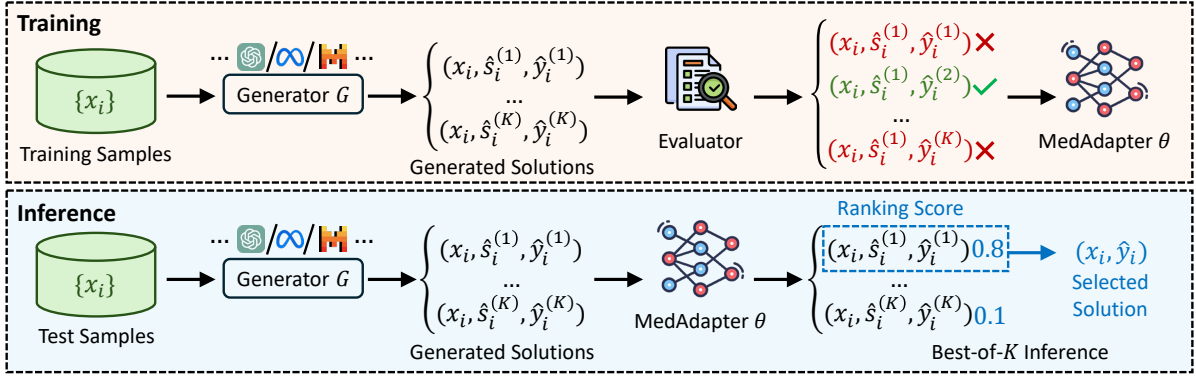 Training
... / / ...
{x_i}
Generator G
Training Samples
(x_i, ŝ_i^(1), ŷ_i^(1))
...
(x_i, ŝ_i^(K), ŷ_i^(K))
Generated Solutions
Evaluator
(x_i, ŝ_i^(1), ŷ_i^(1))
(x_i, ŝ_i^(1), ŷ_i^(2))
...
(x_i, ŝ_i^(1), ŷ_i^(K))
MedAdapter θ
Inference
... / / ...
{x_i}
Generator G
Test Samples
(x_i, ŝ_i^(1), ŷ_i^(1))
...
(x_i, ŝ_i^(K), ŷ_i^(K))
Generated Solutions
MedAdapter θ
Ranking Score
(x_i, ŝ_i^(1), ŷ_i^(1)) 0.8
...
(x_i, ŝ_i^(K), ŷ_i^(K)) 0.1
Best-of-K Inference
(x_i, ŷ_i)
Selected
Solution